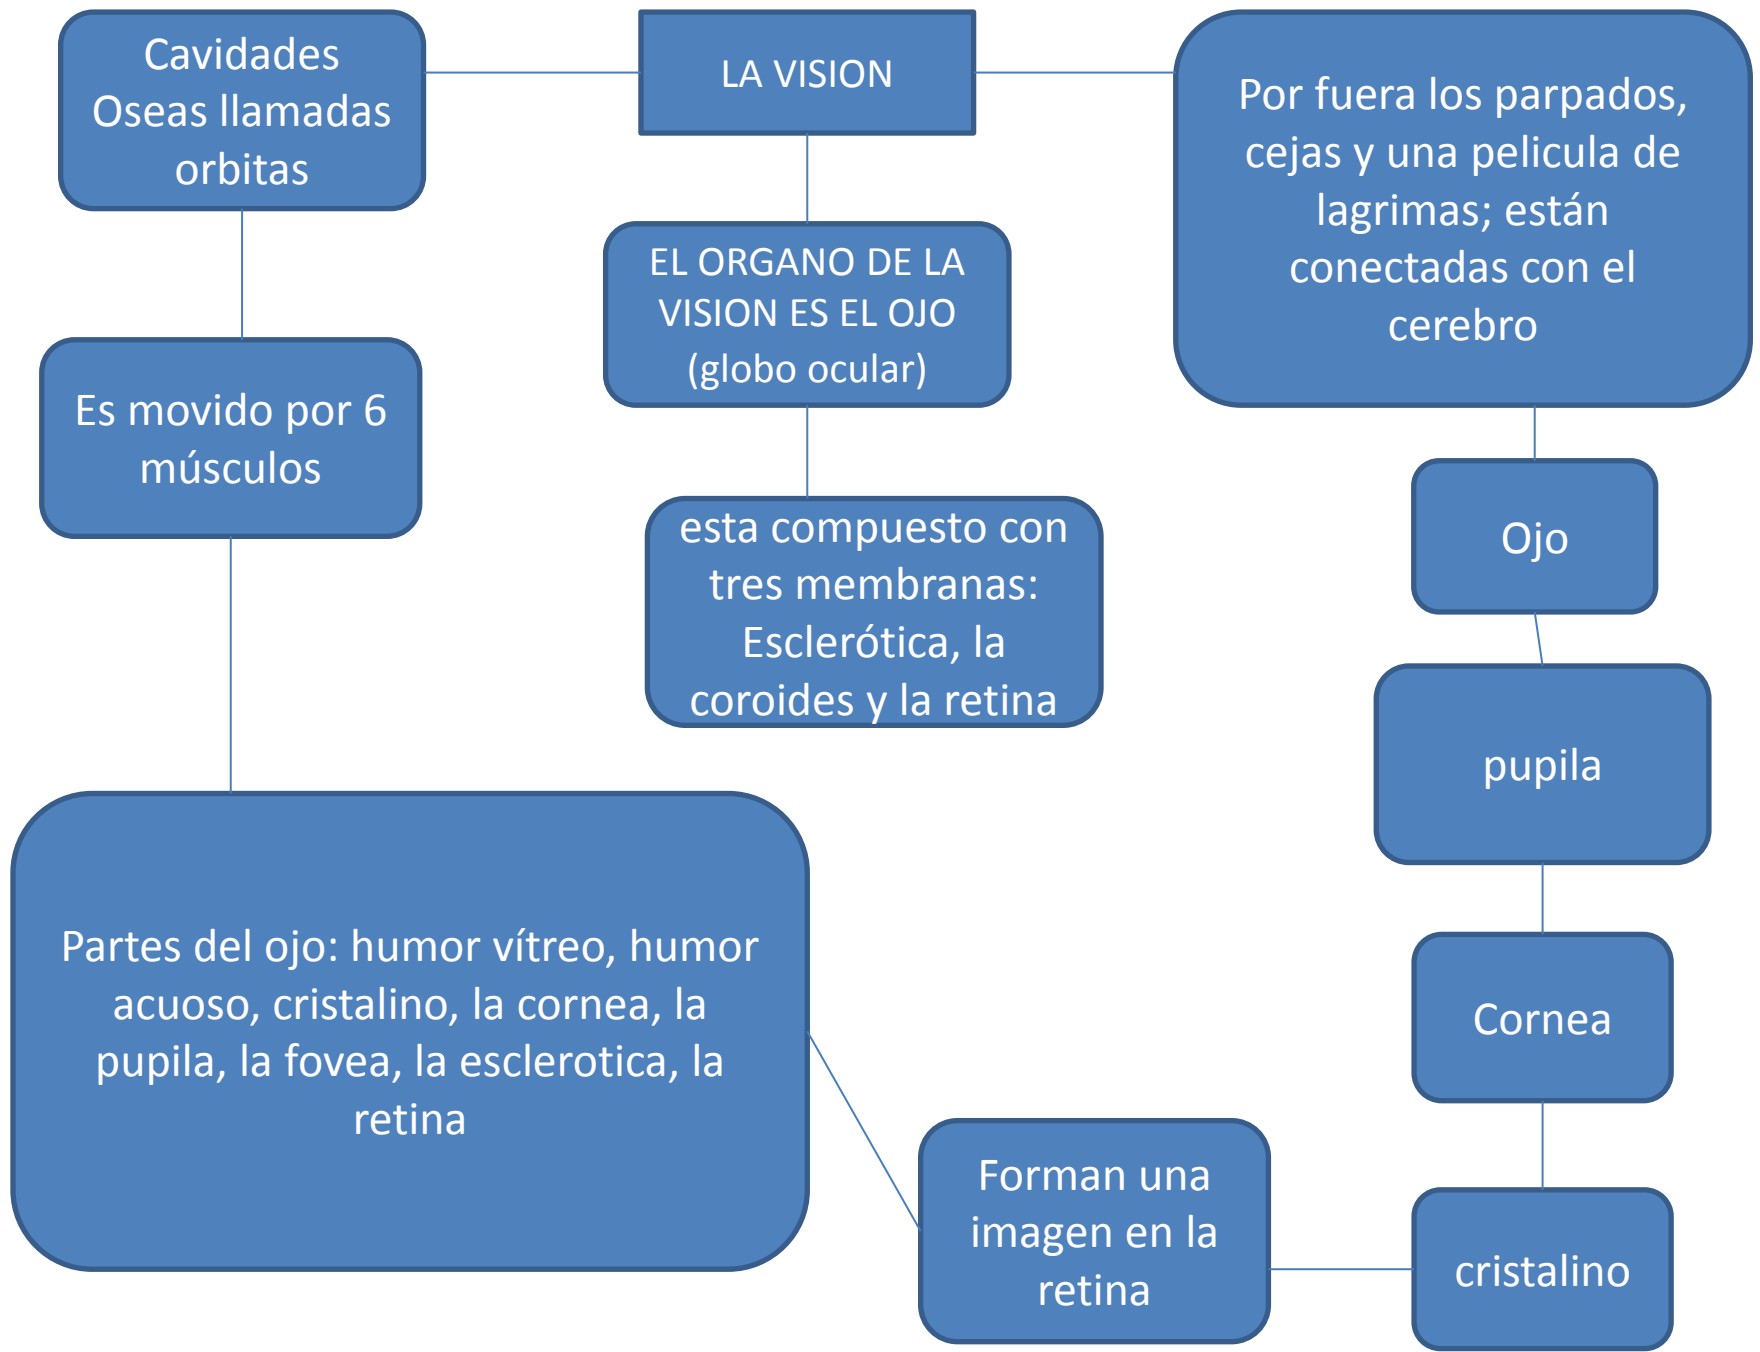 Cavidades
Oseas llamadas
orbitas
LA VISION
Por fuera los parpados,
cejas y una pelicula de
lagrimas; están
conectadas con el
cerebro
EL ORGANO DE LA
VISION ES EL OJO
(globo ocular)
Es movido por 6
músculos
esta compuesto con
tres membranas:
Esclerótica, la
coroides y la retina
Ojo
pupila
Partes del ojo: humor vítreo, humor
acuoso, cristalino, la cornea, la
pupila, la fovea, la esclerotica, la
retina
Cornea
Forman una
imagen en la
retina
cristalino